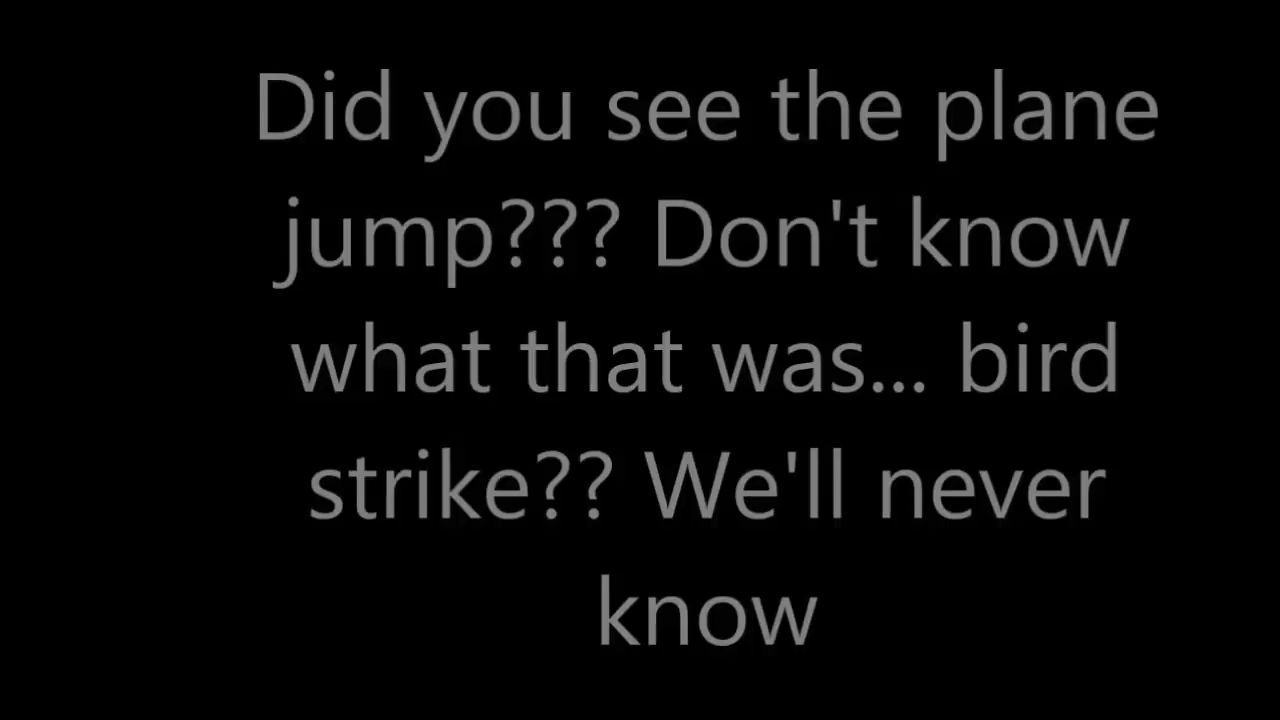 Did you see the plane
jump??? Don't know
what that was... bird
strike?? We'll never
know